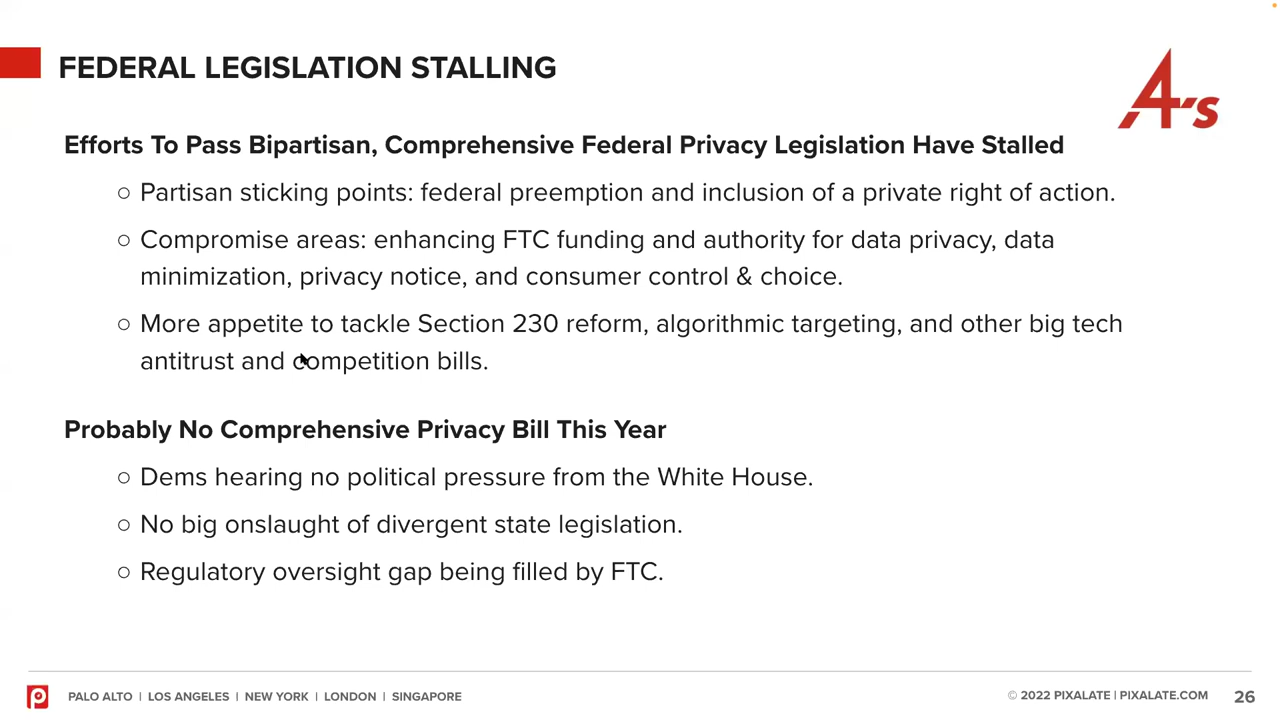 FEDERAL LEGISLATION STALLING
A's
Efforts To Pass Bipartisan, Comprehensive Federal Privacy Legislation Have Stalled
○ Partisan sticking points: federal preemption and inclusion of a private right of action.
○ Compromise areas: enhancing FTC funding and authority for data privacy, data
minimization, privacy notice, and consumer control & choice.
○ More appetite to tackle Section 230 reform, algorithmic targeting, and other big tech
antitrust and competition bills.
Probably No Comprehensive Privacy Bill This Year
○ Dems hearing no political pressure from the White House.
○ No big onslaught of divergent state legislation.
○ Regulatory oversight gap being filled by FTC.
PALO ALTO | LOS ANGELES | NEW YORK | LONDON | SINGAPORE
© 2022 PIXALATE | PIXALATE.COM
26